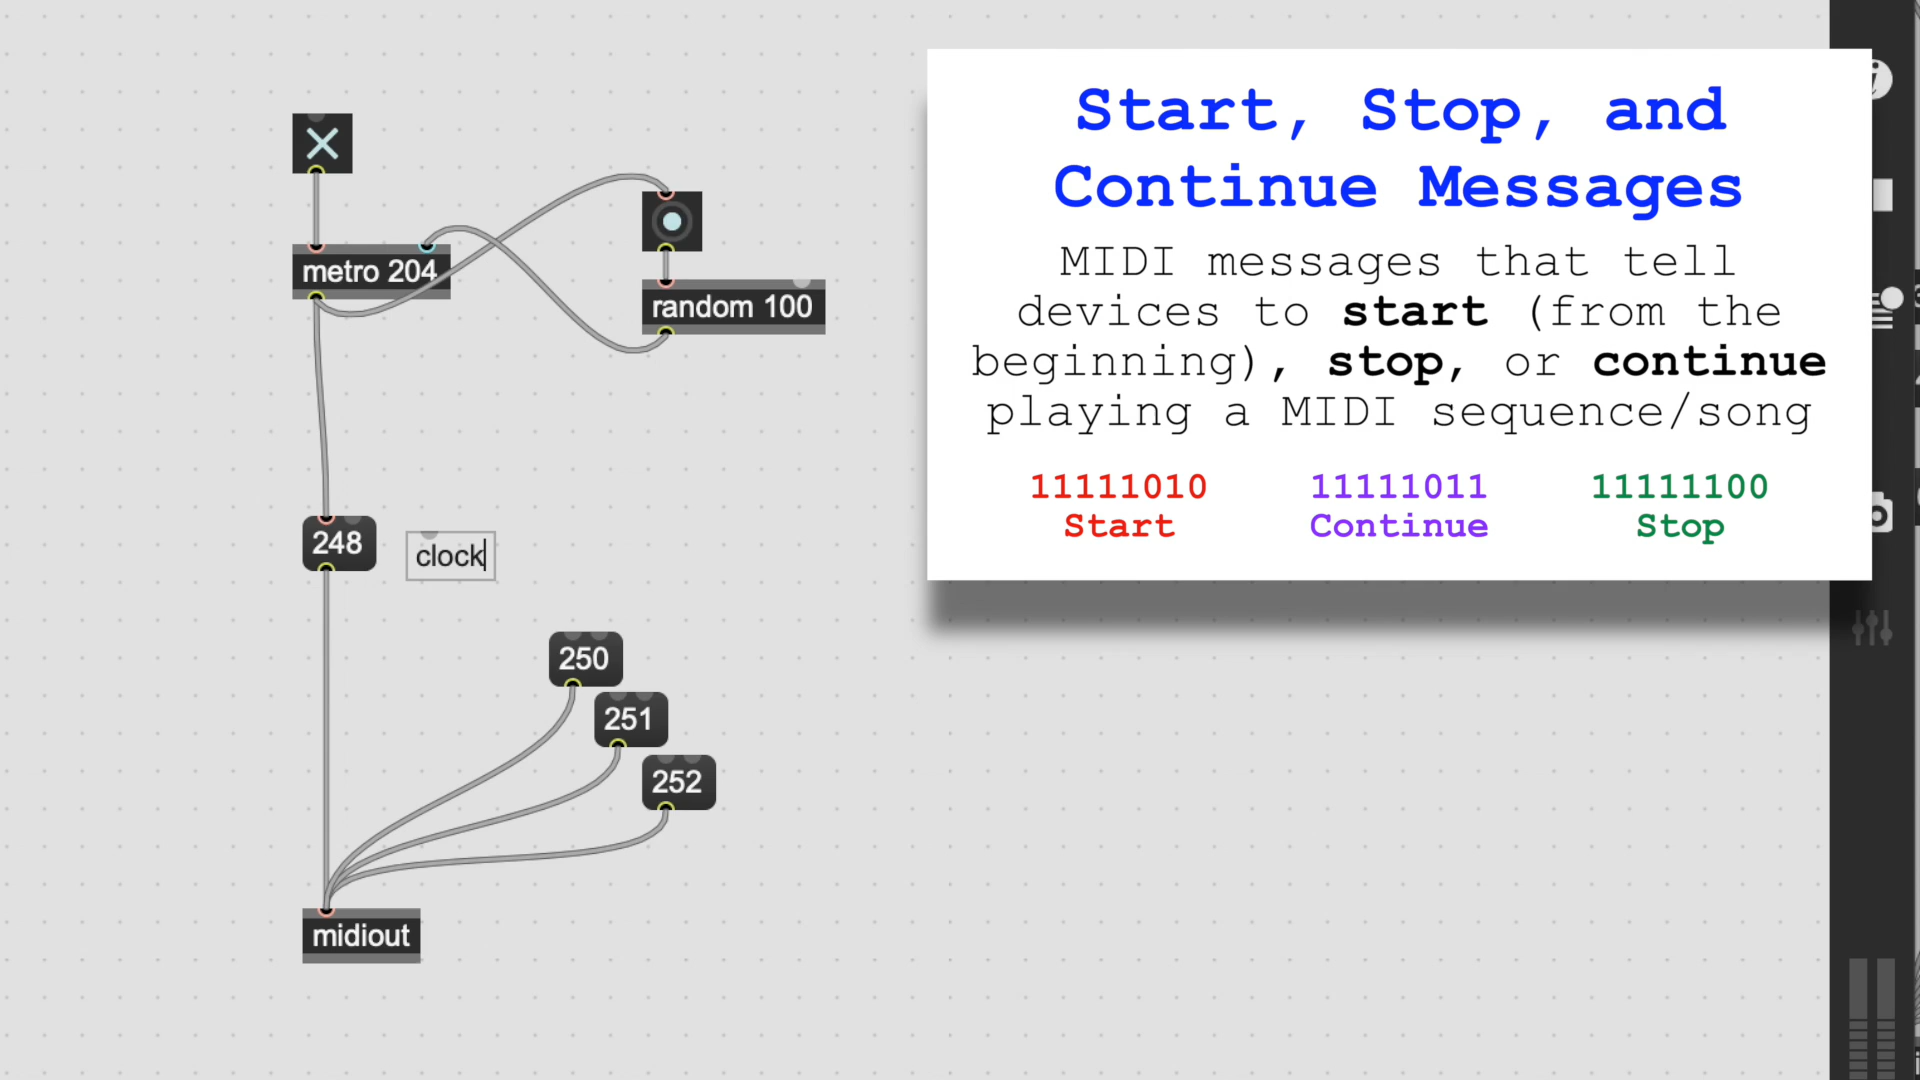 Start, Stop, and
Continue Messages
MIDI messages that tell
devices to start (from the
beginning), stop, or continue
playing a MIDI sequence/song
11111010 11111011 11111100
Start Continue Stop
metro 204
random 100
248
clock
250
251
252
midiout